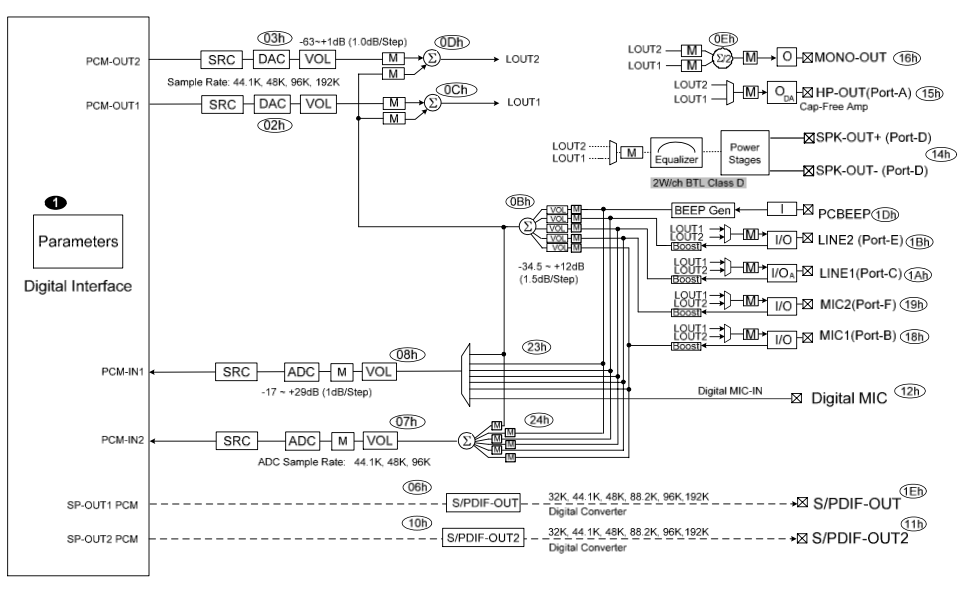 03h
-63~+1dB (1.0dB/Step)
0Dh
PCM-OUT2
SRC
DAC
VOL
M
Σ
LOUT2
M
Sample Rate: 44.1K, 48K, 96K, 192K
0Ch
PCM-OUT1
SRC
DAC
VOL
M
Σ
LOUT1
M
02h
0Eh
LOUT2
M
LOUT1
M
Σ/2
M
O
MONO-OUT
16h
LOUT2
LOUT1
M
ODA
HP-OUT(Port-A)
15h
Cap-Free Amp
LOUT2
LOUT1
M
Equalizer
Power
Stages
SPK-OUT+ (Port-D)
14h
SPK-OUT- (Port-D)
2W/ch BTL Class D
1
Parameters
Digital Interface
0Bh
Σ
VOL M
VOL M
VOL M
VOL M
VOL M
-34.5 ~ +12dB
(1.5dB/Step)
BEEP Gen
I
PCBEEP
1Dh
LOUT1
LOUT2
M
Boost
I/O
LINE2 (Port-E)
1Bh
LOUT1
LOUT2
M
Boost
I/OA
LINE1(Port-C)
1Ah
LOUT1
LOUT2
M
Boost
I/O
MIC2(Port-F)
19h
LOUT1
LOUT2
M
Boost
I/O
MIC1(Port-B)
18h
08h
23h
PCM-IN1
SRC
ADC
M
VOL
-17 ~ +29dB (1dB/Step)
Digital MIC-IN
Digital MIC
12h
07h
24h
PCM-IN2
SRC
ADC
M
VOL
Σ
M
M
M
M
M
M
ADC Sample Rate: 44.1K, 48K, 96K
06h
SP-OUT1 PCM
S/PDIF-OUT
32K, 44.1K, 48K, 88.2K, 96K,192K
Digital Converter
S/PDIF-OUT
1Eh
10h
SP-OUT2 PCM
S/PDIF-OUT2
32K, 44.1K, 48K, 88.2K, 96K,192K
Digital Converter
S/PDIF-OUT2
11h